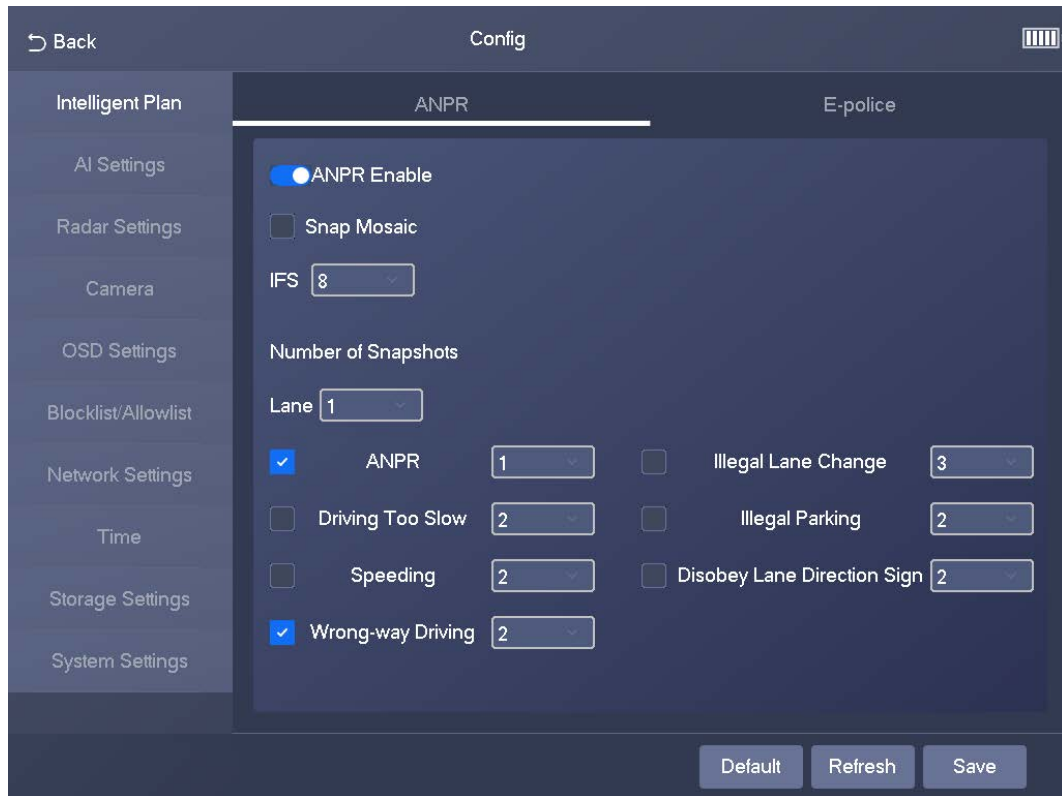 Back
Config
Intelligent Plan
AI Settings
Radar Settings
Camera
OSD Settings
Blocklist/Allowlist
Network Settings
Time
Storage Settings
System Settings
ANPR
E-police
ANPR Enable
Snap Mosaic
IFS 8
Number of Snapshots
Lane 1
ANPR 1 Illegal Lane Change 3
Driving Too Slow 2 Illegal Parking 2
Speeding 2 Disobey Lane Direction Sign 2
Wrong-way Driving 2
Default Refresh Save